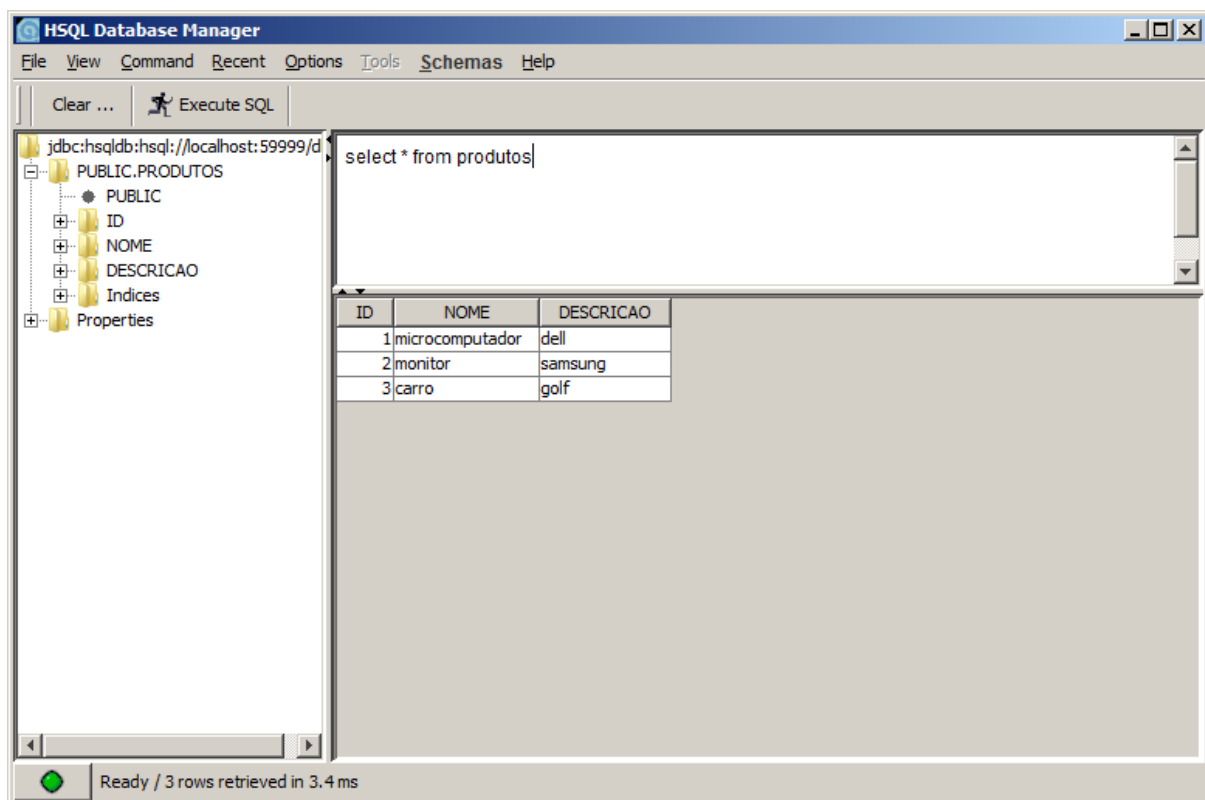 HSQL Database Manager
File View Command Recent Options Tools Schemas Help
Clear ... Execute SQL
jdbc:hsqldb:hsql://localhost:59999/d
PUBLIC.PRODUTOS
PUBLIC
ID
NOME
DESCRICAO
Indices
Properties
select * from produtos
ID NOME DESCRICAO
1 microcomputador dell
2 monitor samsung
3 carro golf
Ready / 3 rows retrieved in 3.4 ms